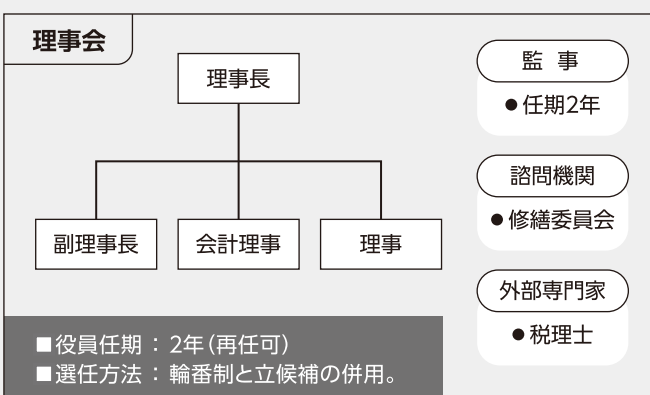 理事会
理事長
副理事長
会計理事
理事
■役員任期：2年（再任可）
■選任方法：輪番制と立候補の併用。
監 事
●任期2年
諮問機関
●修繕委員会
外部専門家
●税理士